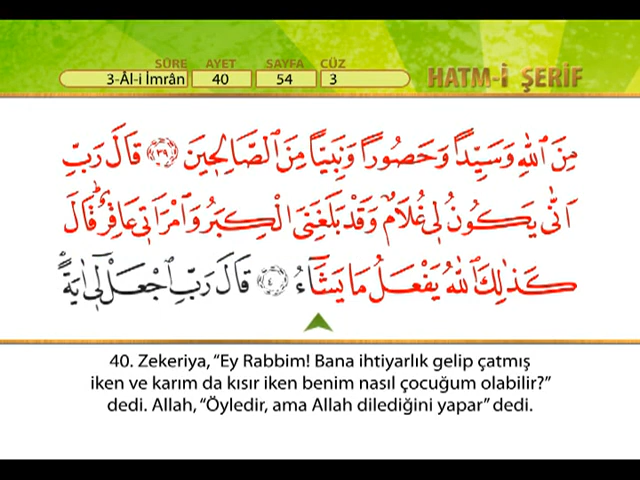 SÛRE AYET SAYFA CÜZ
3-Âl-i İmrân 40 54 3
HATM-İ ŞERİF
مِنَ اللّٰهِ وَسَيِّدًا وَحَصُورًا وَنَبِيًّا مِنَ الصَّالِحٖينَ ﴿٣٩﴾ قَالَ رَبِّ
اَنّٰى يَكُونُ لٖى غُلَامٌ وَقَدْ بَلَغَنِىَ الْكِبَرُ وَامْرَاَتٖى عَاقِرٌؕ قَالَ
كَذٰلِكَ اللّٰهُ يَفْعَلُ مَا يَشَٓاءُ ﴿٤٠﴾ قَالَ رَبِّ اجْعَلْ لٖٓى اٰيَةًؕ
40. Zekeriya, “Ey Rabbim! Bana ihtiyarlık gelip çatmış
iken ve karım da kısır iken benim nasıl çocuğum olabilir?”
dedi. Allah, “Öyledir, ama Allah dilediğini yapar” dedi.